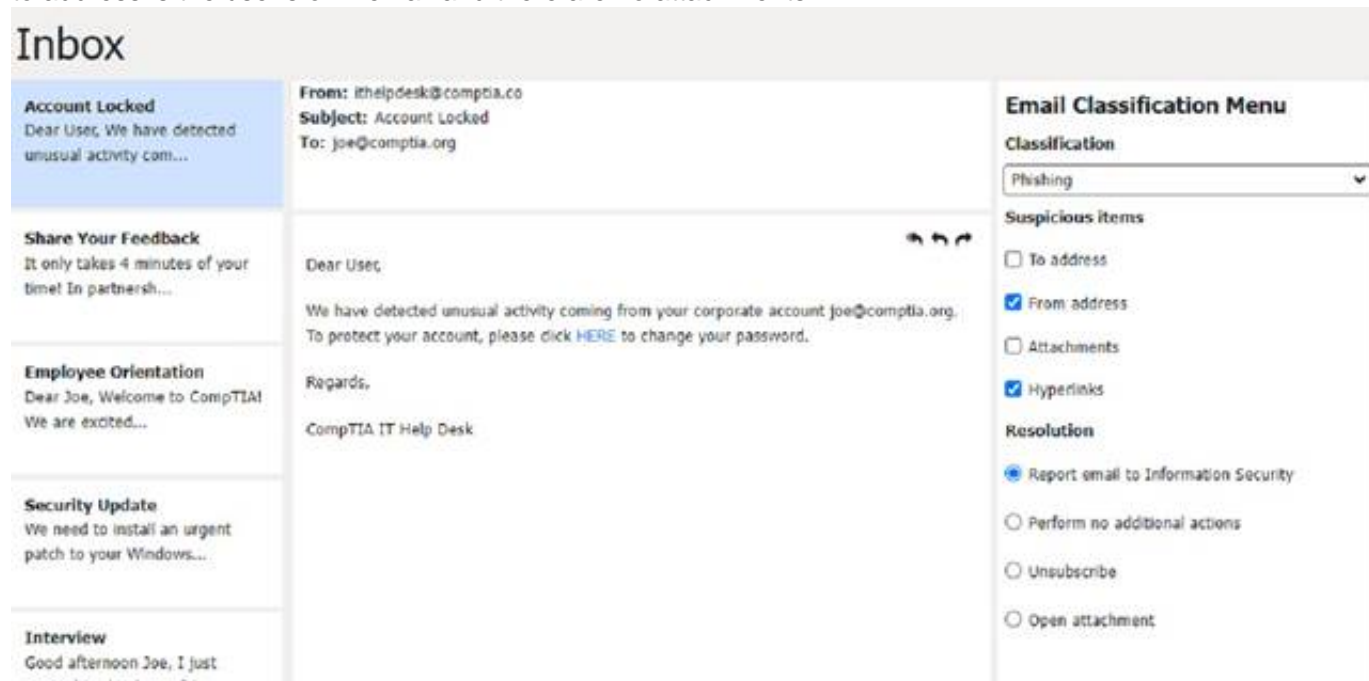 Inbox
Account Locked
Dear User, We have detected
unusual activity com...
Share Your Feedback
It only takes 4 minutes of your
time! In partnersh...
Employee Orientation
Dear Joe, Welcome to CompTIA!
We are excited...
Security Update
We need to install an urgent
patch to your Windows...
Interview
Good afternoon Joe, I just
From: ithelpdesk@comptia.co
Subject: Account Locked
To: joe@comptia.org
Dear User,
We have detected unusual activity coming from your corporate account joe@comptia.org.
To protect your account, please click HERE to change your password.
Regards,
CompTIA IT Help Desk
Email Classification Menu
Classification
Phishing
Suspicious items
To address
From address
Attachments
Hyperlinks
Resolution
Report email to Information Security
Perform no additional actions
Unsubscribe
Open attachment